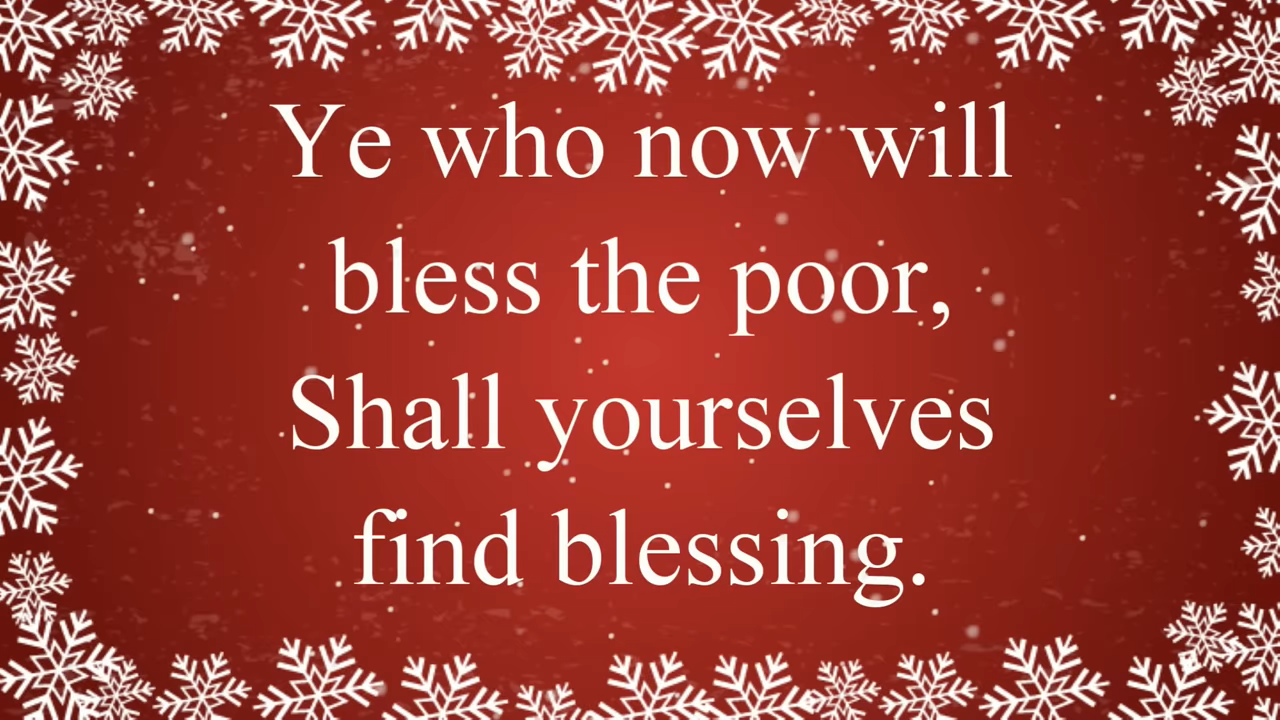 Ye who now will
bless the poor,
Shall yourselves
find blessing.